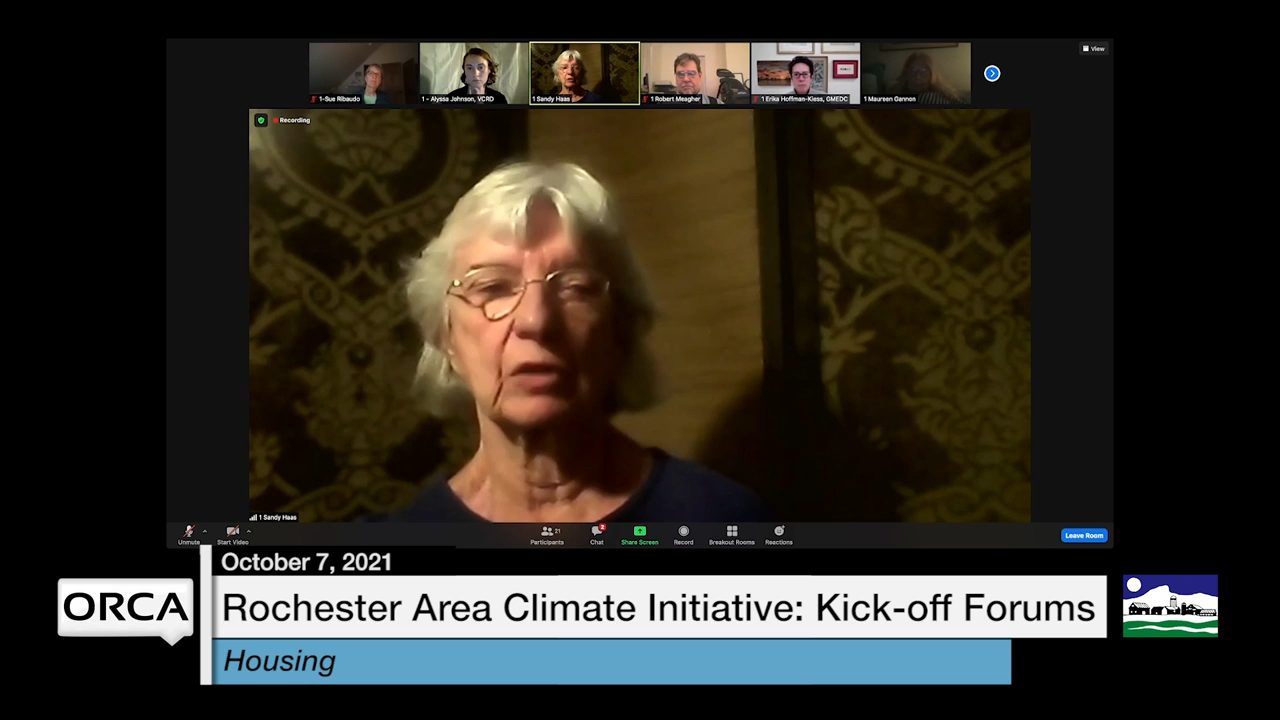 View
1-Sue Ribaudo
1 - Alyssa Johnson, VCRD
1 Sandy Haas
1 Robert Meagher
1 Erika Hoffman-Kiess, GMEDC
1 Maureen Gannon
Recording
1 Sandy Haas
Unmute
Start Video
21
Participants
2
Chat
Share Screen
Record
Breakout Rooms
Reactions
Leave Room
October 7, 2021
ORCA
Rochester Area Climate Initiative: Kick-off Forums
Housing